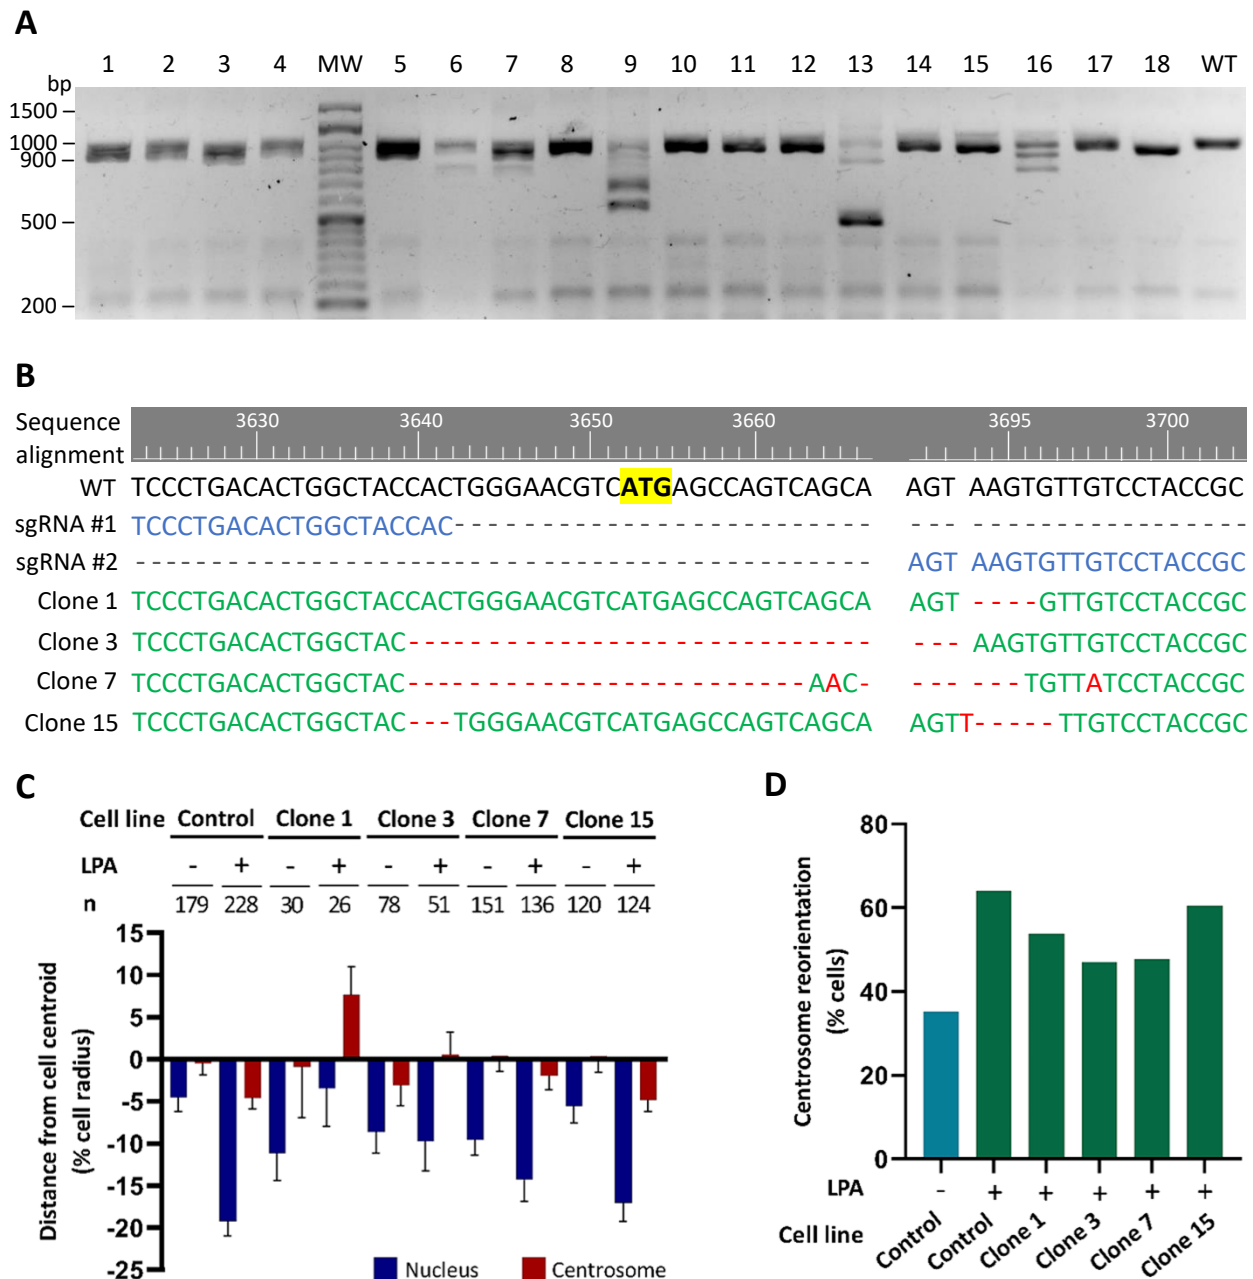 A
1 2 3 4 MW 5 6 7 8 9 10 11 12 13 14 15 16 17 18 WT
bp
1500
1000
900
500
200
B
Sequence alignment
3630 3640 3650 3660 3695 3700
WT TCCCTGACACTGGCTACCACTGGGAACGTCATGAGCCAGTCAGCA AGT AAGTGTTGTCCTACCGC
sgRNA #1 TCCCTGACACTGGCTACCAC- - - - - - - - - - - - - - - - - - - - - - - - - - - - - - - - - - - - - - - - - -
sgRNA #2 - - - - - - - - - - - - - - - - - - - - - - - - - - - - - - - - - - - - - - - - - - - - - AGT AAGTGTTGTCCTACCGC
Clone 1 TCCCTGACACTGGCTACCACTGGGAACGTCATGAGCCAGTCAGCA AGT - - - -GTTGTCCTACCGC
Clone 3 TCCCTGACACTGGCTAC- - - - - - - - - - - - - - - - - - - - - - - - - - - - - - - AAGTGTTGTCCTACCGC
Clone 7 TCCCTGACACTGGCTAC- - - - - - - - - - - - - - - - - - - - - - - - AAC- - - - - - - TGTTATCCTACCGC
Clone 15 TCCCTGACACTGGCTAC- - -TGGGAACGTCATGAGCCAGTCAGCA AGTT- - - - -TTGTCCTACCGC
C
Cell line Control Clone 1 Clone 3 Clone 7 Clone 15
LPA - + - + - + - + - +
n 179 228 30 26 78 51 151 136 120 124
Distance from cell centroid
(% cell radius)
15
10
5
0
-5
-10
-15
-20
-25
Nucleus Centrosome
D
Centrosome reorientation
(% cells)
80
60
40
20
0
LPA - + + + + +
Cell line Control Control Clone 1 Clone 3 Clone 7 Clone 15